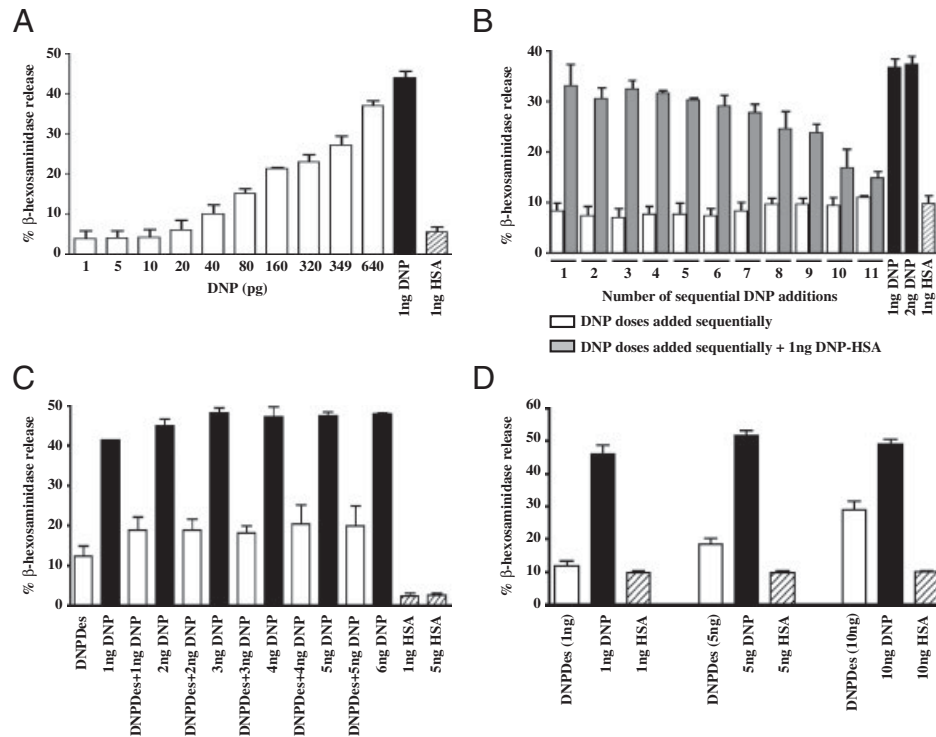 A
% β-hexosaminidase release
50
40
30
20
10
0
1 5 10 20 40 80 160 320 349 640
DNP (pg)
1ng DNP
1ng HSA
B
% β-hexosaminidase release
40
30
20
10
0
1 2 3 4 5 6 7 8 9 10 11
Number of sequential DNP additions
1ng DNP
2ng DNP
1ng HSA
DNP doses added sequentially
DNP doses added sequentially + 1ng DNP-HSA
C
% β-hexosaminidase release
50
40
30
20
10
0
DNPDes
1ng DNP
DNPDes+1ng DNP
2ng DNP
DNPDes+2ng DNP
3ng DNP
DNPDes+3ng DNP
4ng DNP
DNPDes+4ng DNP
5ng DNP
DNPDes+5ng DNP
6ng DNP
1ng HSA
5ng HSA
D
% β-hexosaminidase release
60
50
40
30
20
10
0
DNPDes (1ng)
1ng DNP
1ng HSA
DNPDes (5ng)
5ng DNP
5ng HSA
DNPDes (10ng)
10ng DNP
10ng HSA